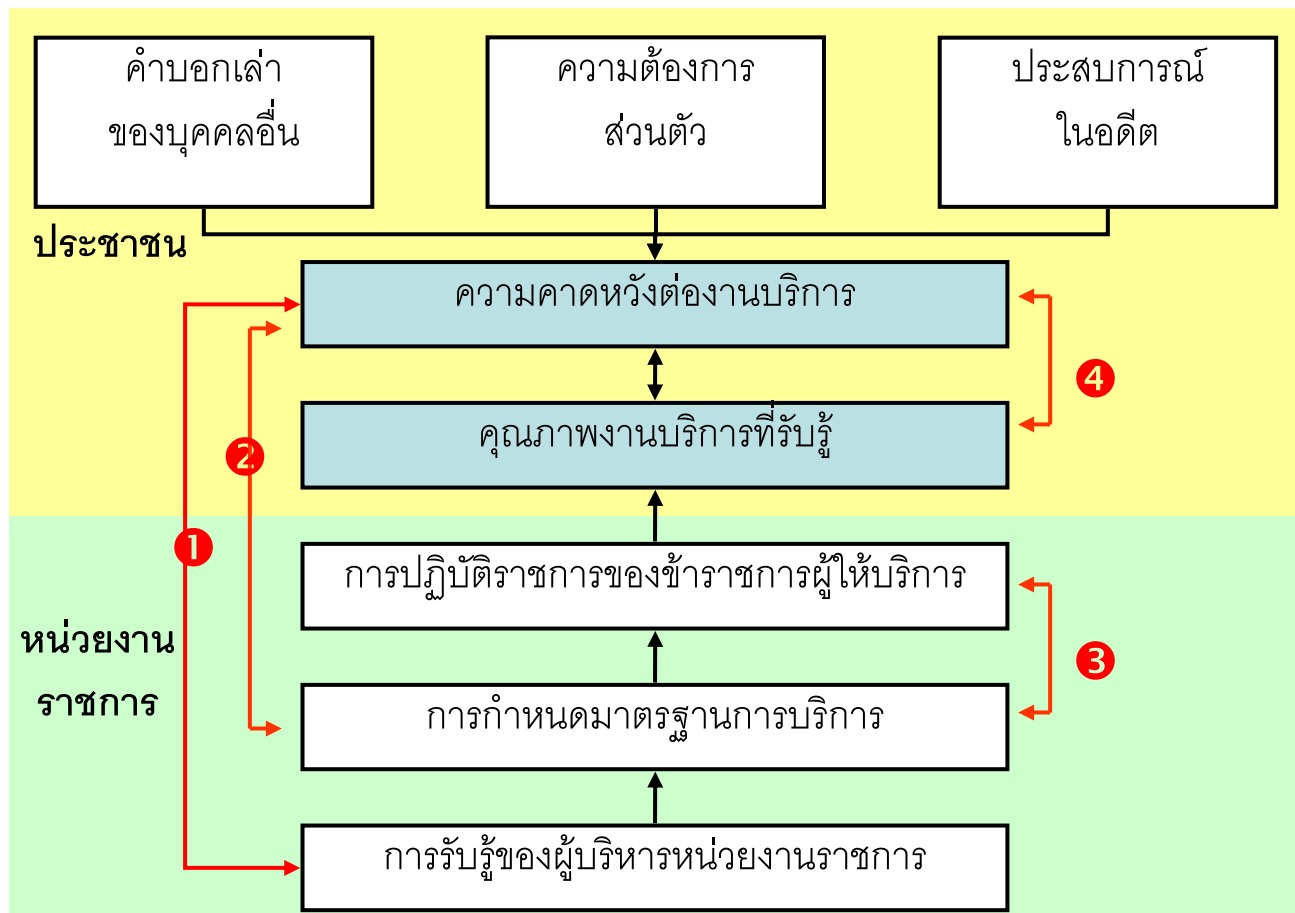 คำบอกเล่า
ของบุคคลอื่น
ความต้องการ
ส่วนตัว
ประสบการณ์
ในอดีต
ประชาชน
ความคาดหวังต่องานบริการ
4
คุณภาพงานบริการที่รับรู้
2
1
การปฏิบัติราชการของข้าราชการผู้ให้บริการ
หน่วยงาน
ราชการ
3
การกำหนดมาตรฐานการบริการ
การรับรู้ของผู้บริหารหน่วยงานราชการ